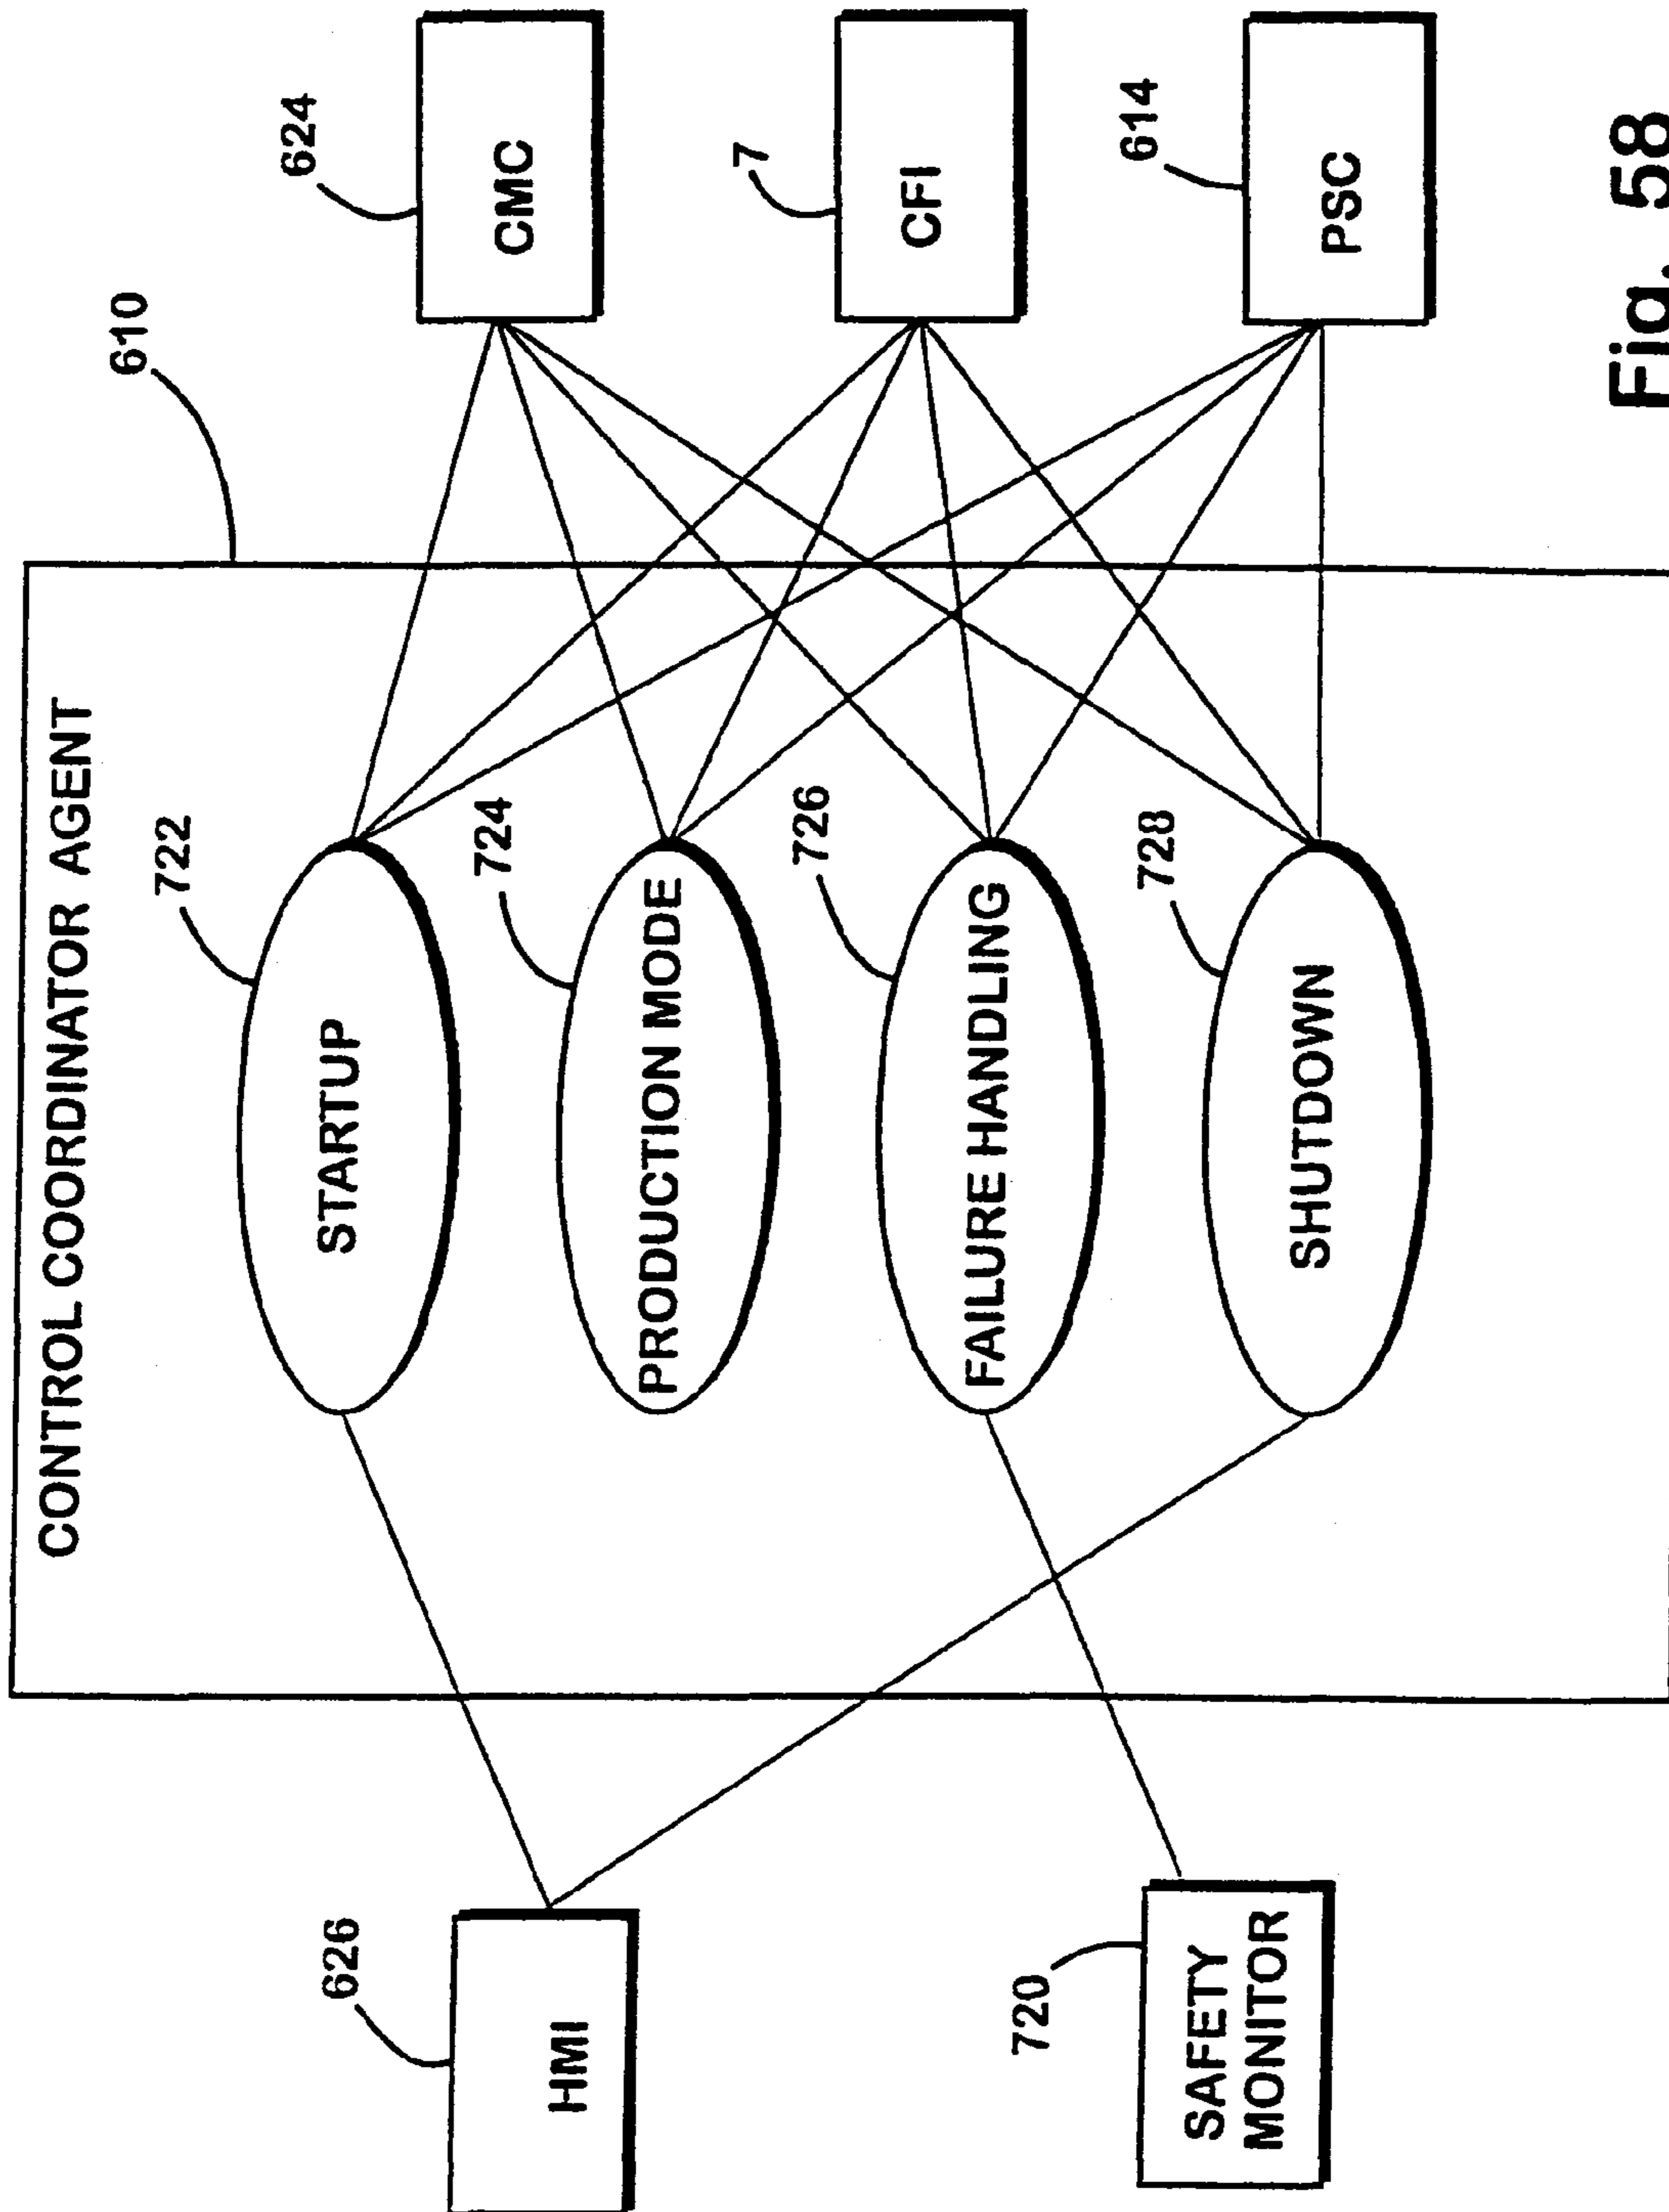 CONTROL COORDINATOR AGENT
610
626
HMI
720
SAFETY
MONITOR
722
STARTUP
724
PRODUCTION MODE
726
FAILURE HANDLING
728
SHUTDOWN
624
CMC
7
CFI
614
PSC
Fig. 58